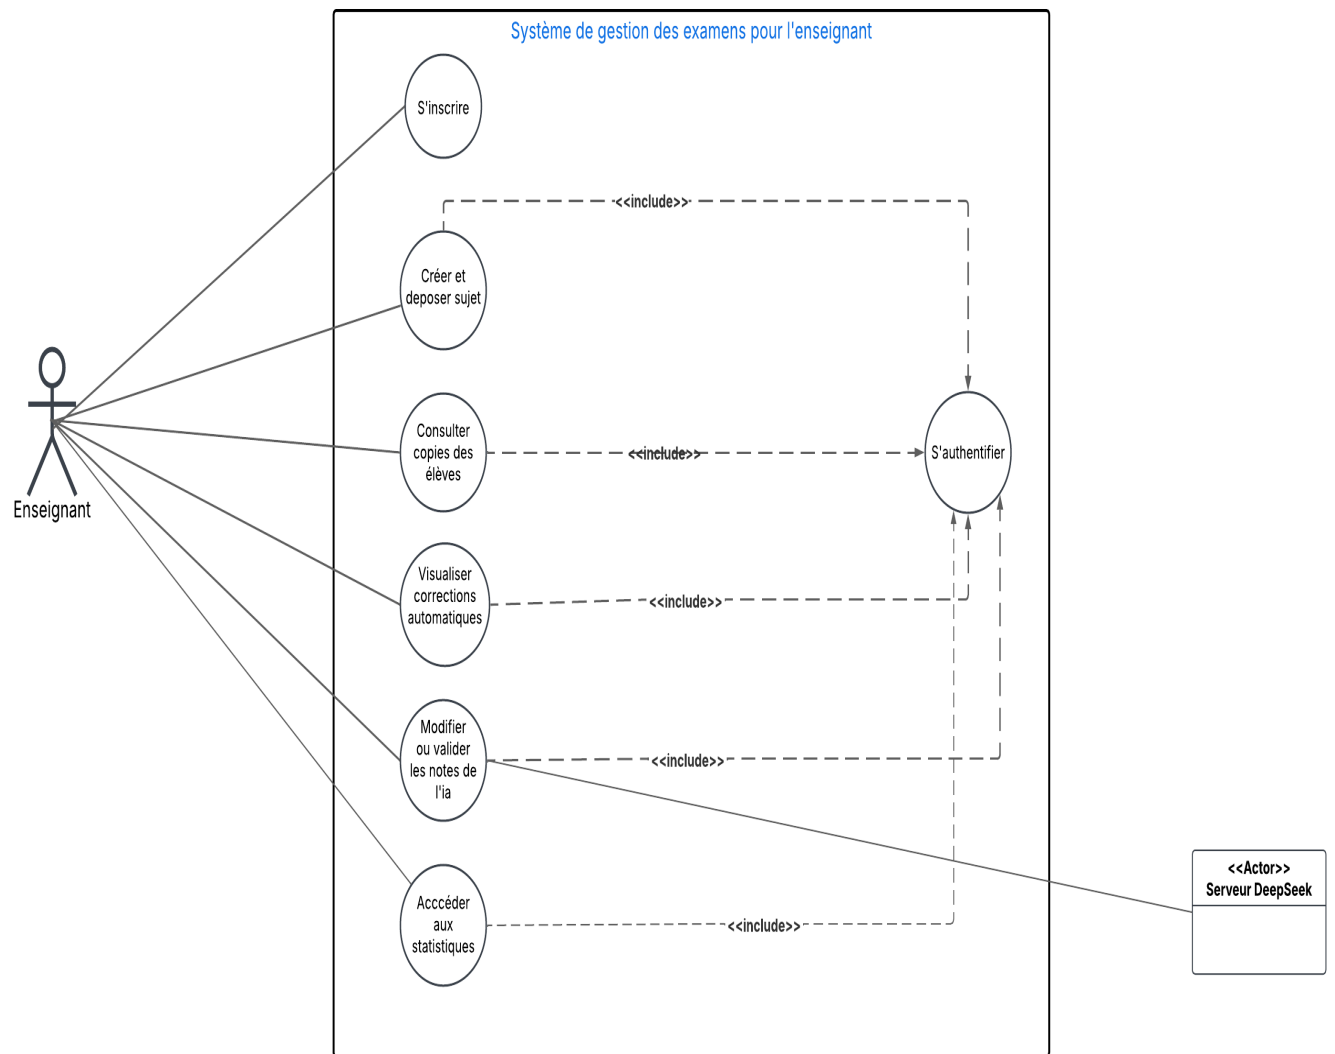 Système de gestion des examens pour l'enseignant
S'inscrire
<<include>>
Créer et
deposer sujet
Consulter
copies des
élèves
<<include>>
S'authentifier
Enseignant
Visualiser
corrections
automatiques
<<include>>
Modifier
ou valider
les notes de
l'ia
<<include>>
<<Actor>>
Serveur DeepSeek
Acccéder
aux
statistiques
<<include>>